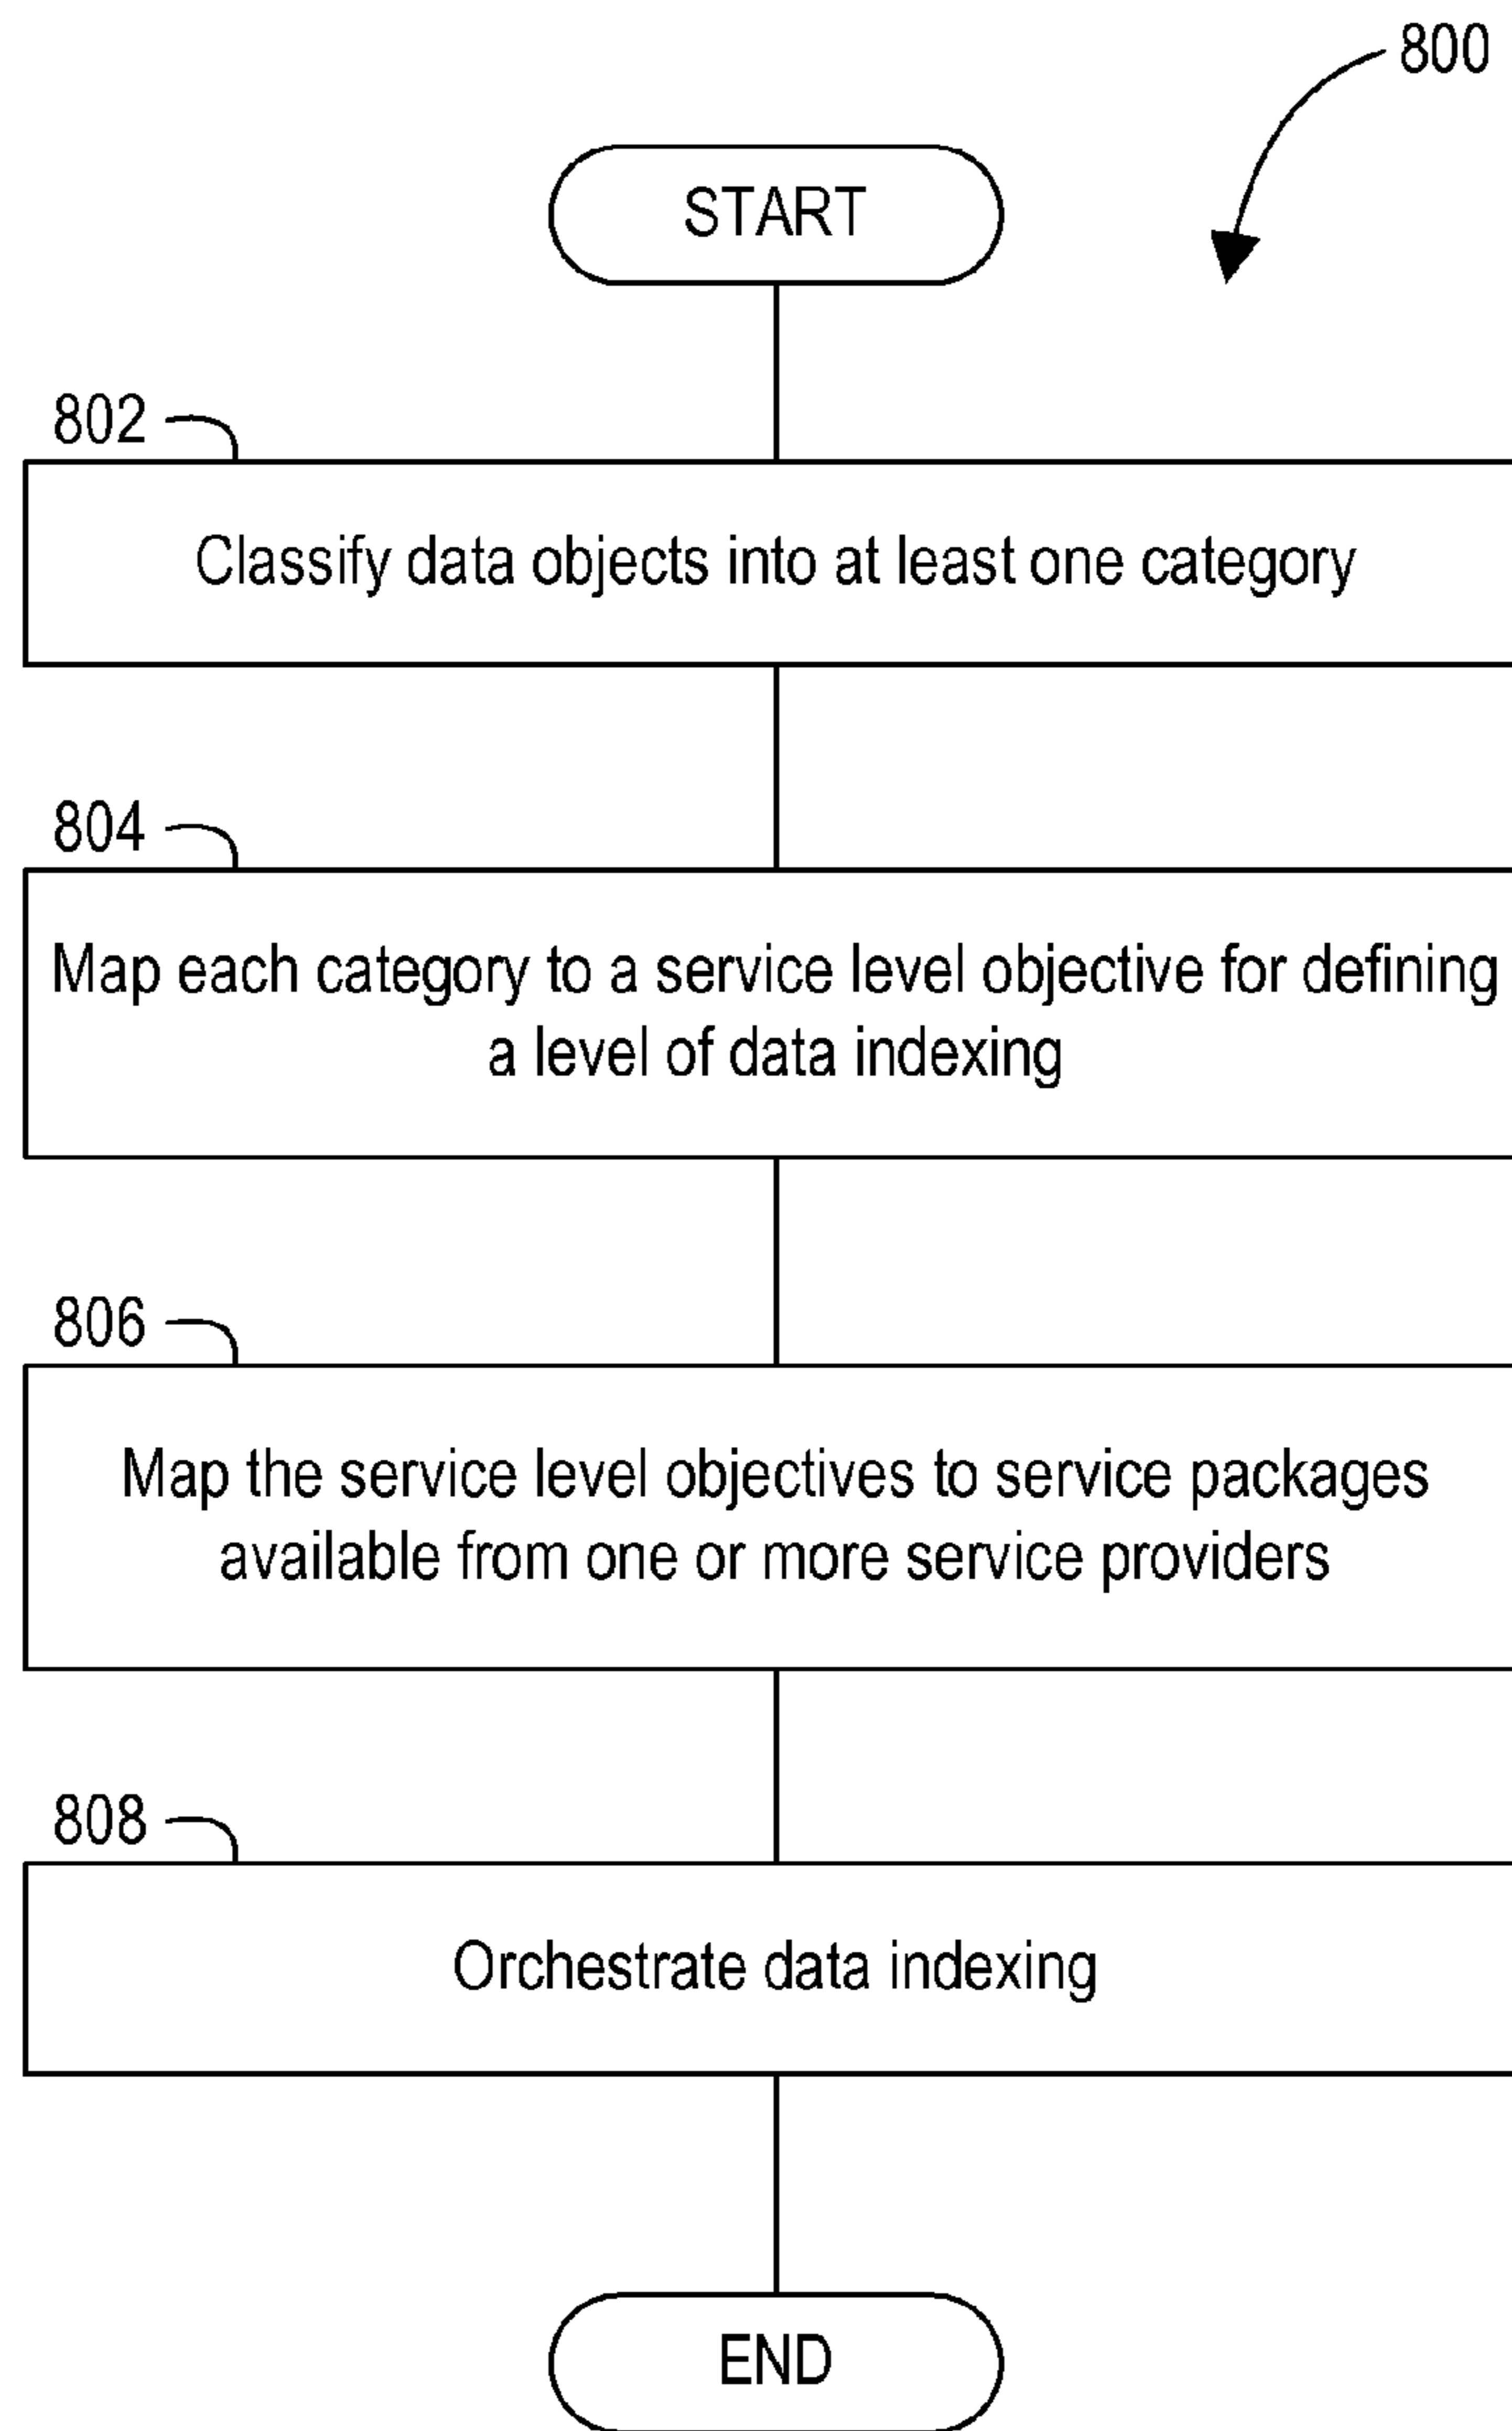 800
START
802
Classify data objects into at least one category
804
Map each category to a service level objective for defining
a level of data indexing
806
Map the service level objectives to service packages
available from one or more service providers
808
Orchestrate data indexing
END